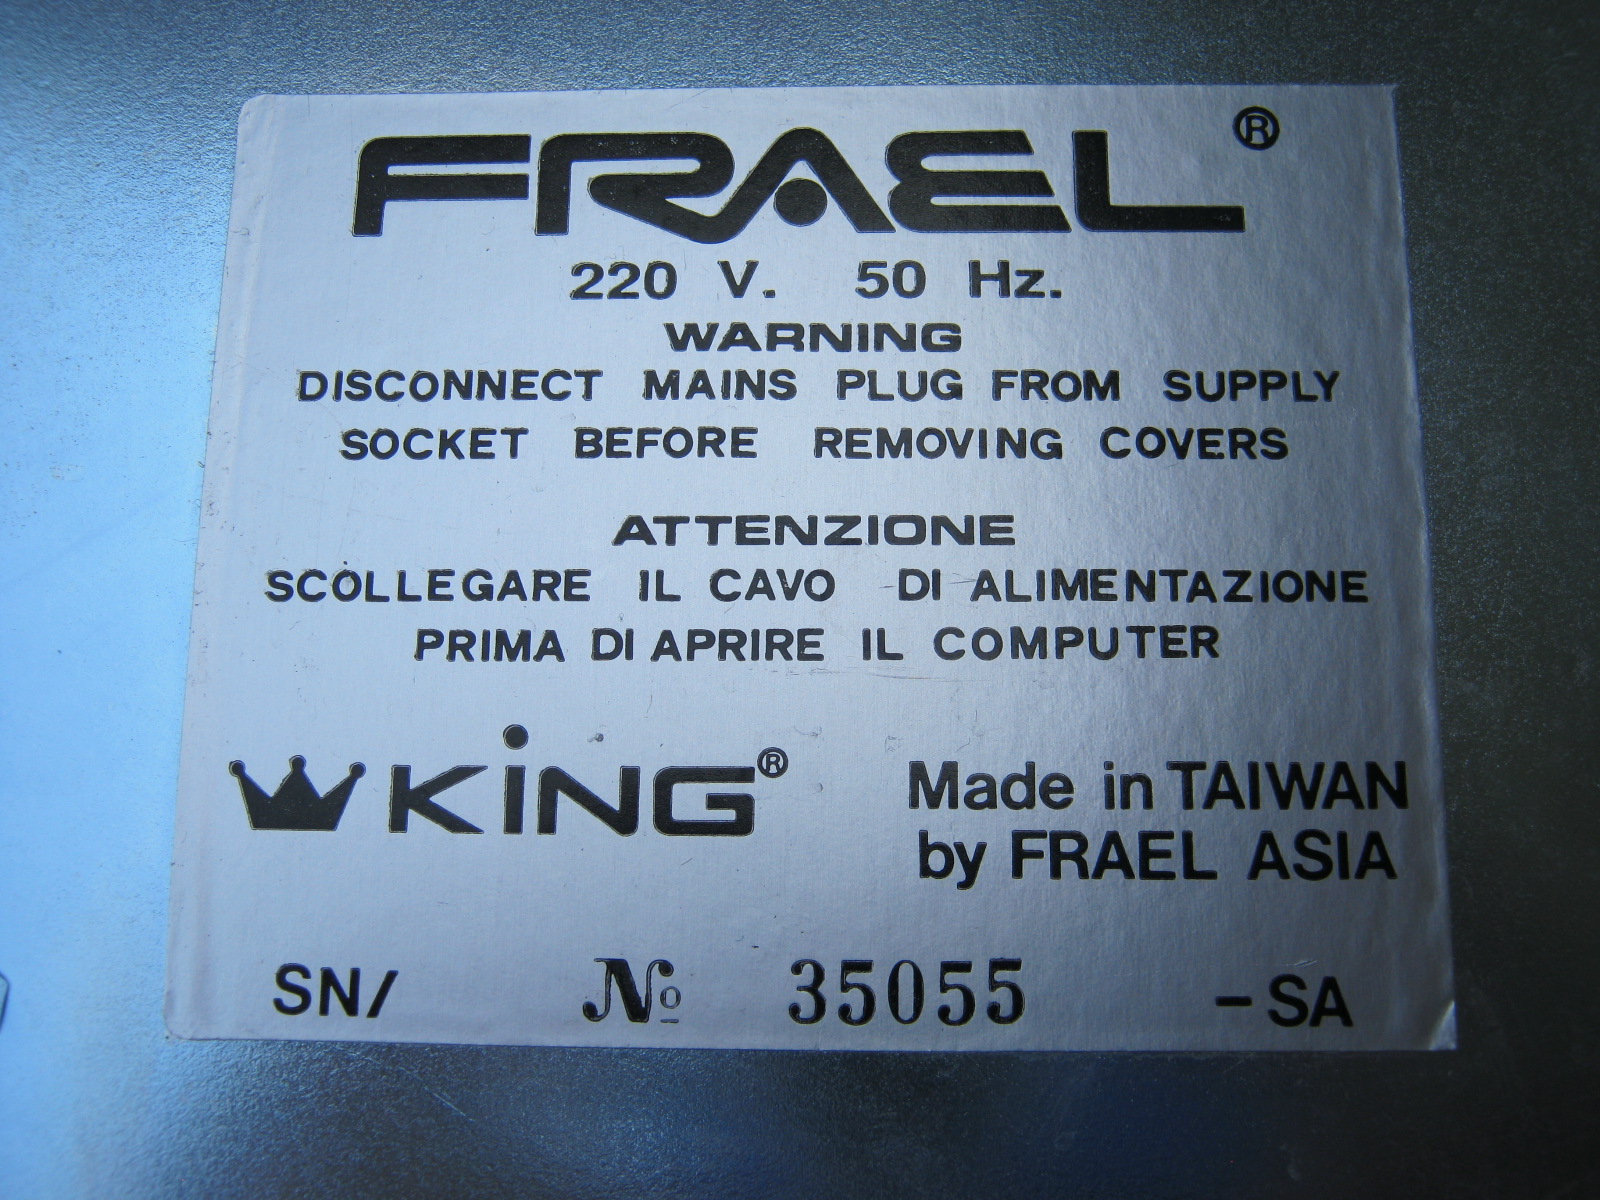 FRAEL®
220 V. 50 Hz.
WARNING
DISCONNECT MAINS PLUG FROM SUPPLY
SOCKET BEFORE REMOVING COVERS
ATTENZIONE
SCOLLEGARE IL CAVO DI ALIMENTAZIONE
PRIMA DI APRIRE IL COMPUTER
KiNG®
Made in TAIWAN
by FRAEL ASIA
SN/ № 35055 -SA